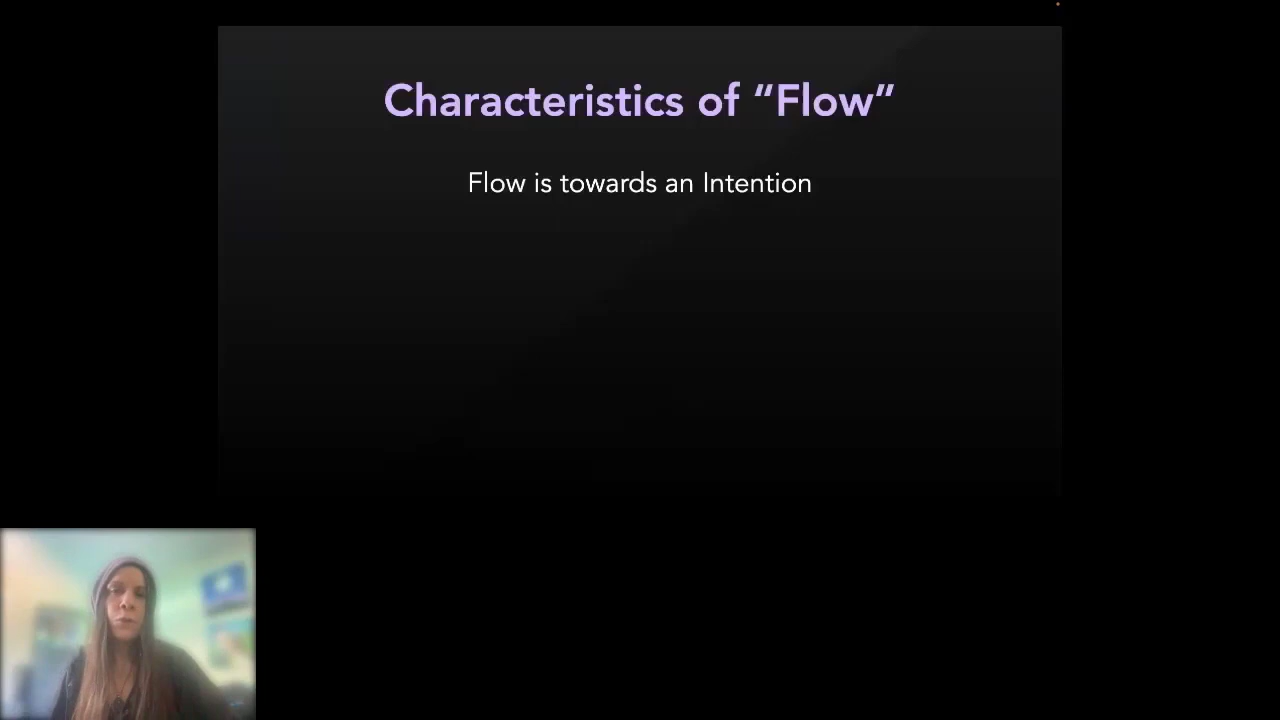 Characteristics of “Flow”
Flow is towards an Intention